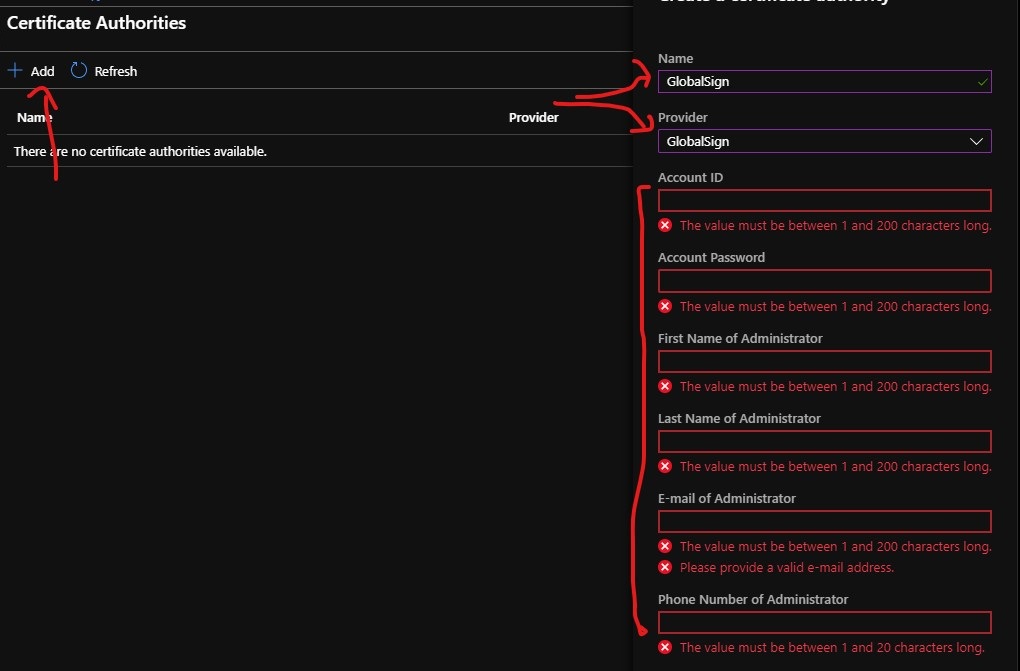 Create a certificate authority
Certificate Authorities
Add Refresh
Name Provider
There are no certificate authorities available.
Name
GlobalSign
Provider
GlobalSign
Account ID
The value must be between 1 and 200 characters long.
Account Password
The value must be between 1 and 200 characters long.
First Name of Administrator
The value must be between 1 and 200 characters long.
Last Name of Administrator
The value must be between 1 and 200 characters long.
E-mail of Administrator
The value must be between 1 and 200 characters long.
Please provide a valid e-mail address.
Phone Number of Administrator
The value must be between 1 and 20 characters long.